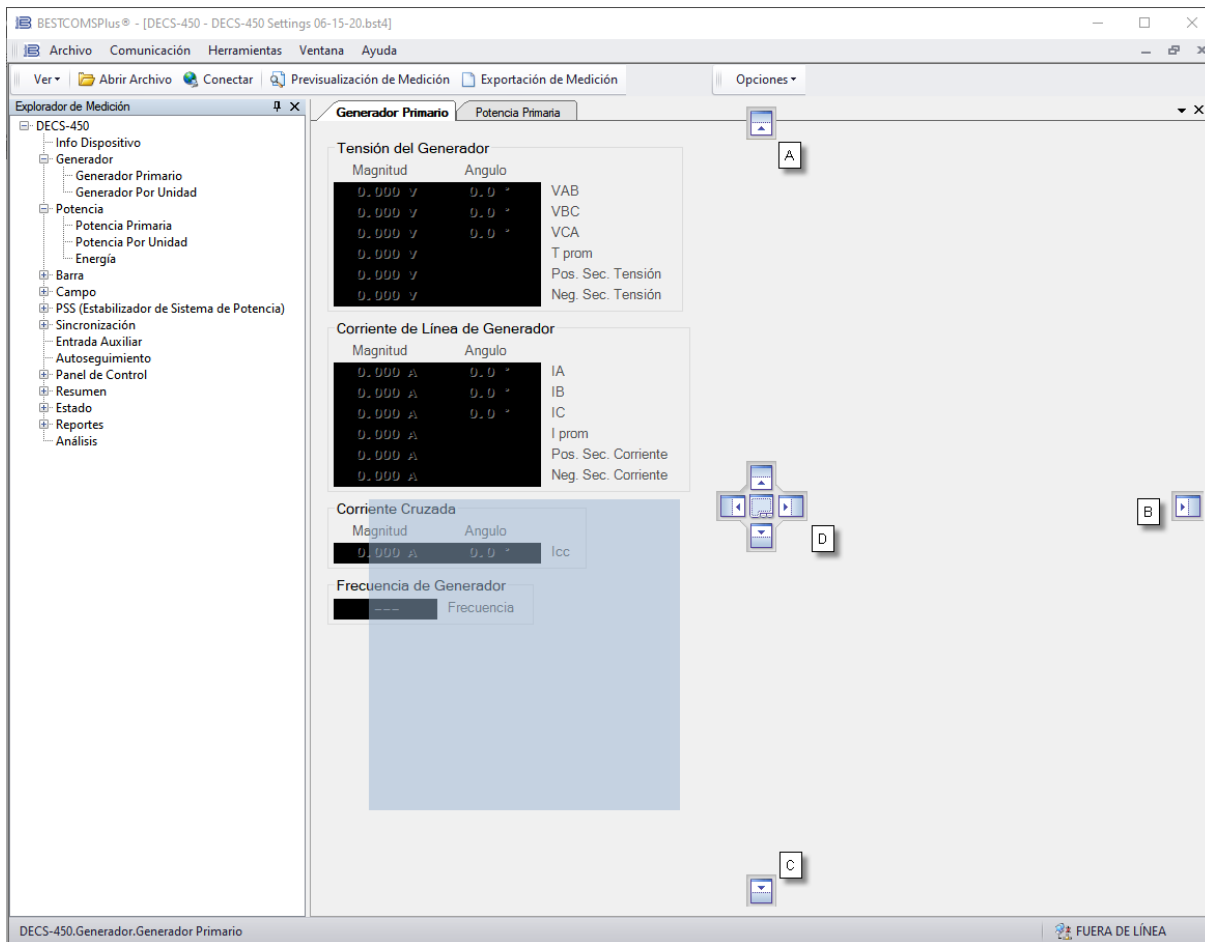 BESTCOMSPlus® - [DECS-450 - DECS-450 Settings 06-15-20.bst4]
Archivo Comunicación Herramientas Ventana Ayuda
Ver Abrir Archivo Conectar Previsualización de Medición Exportación de Medición Opciones
Explorador de Medición
DECS-450
Info Dispositivo
Generador
Generador Primario
Generador Por Unidad
Potencia
Potencia Primaria
Potencia Por Unidad
Energía
Barra
Campo
PSS (Estabilizador de Sistema de Potencia)
Sincronización
Entrada Auxiliar
Autoseguimiento
Panel de Control
Resumen
Estado
Reportes
Análisis
Generador Primario Potencia Primaria
A
Tensión del Generador
Magnitud Angulo
0.000 V 0.0 ° VAB
0.000 V 0.0 ° VBC
0.000 V 0.0 ° VCA
0.000 V T prom
0.000 V Pos. Sec. Tensión
0.000 V Neg. Sec. Tensión
Corriente de Línea de Generador
Magnitud Angulo
0.000 A 0.0 ° IA
0.000 A 0.0 ° IB
0.000 A 0.0 ° IC
0.000 A I prom
0.000 A Pos. Sec. Corriente
0.000 A Neg. Sec. Corriente
Corriente Cruzada
Magnitud Angulo
0.000 A 0.0 ° Icc
Frecuencia de Generador
--- Frecuencia
B
D
C
DECS-450.Generador.Generador Primario
FUERA DE LÍNEA